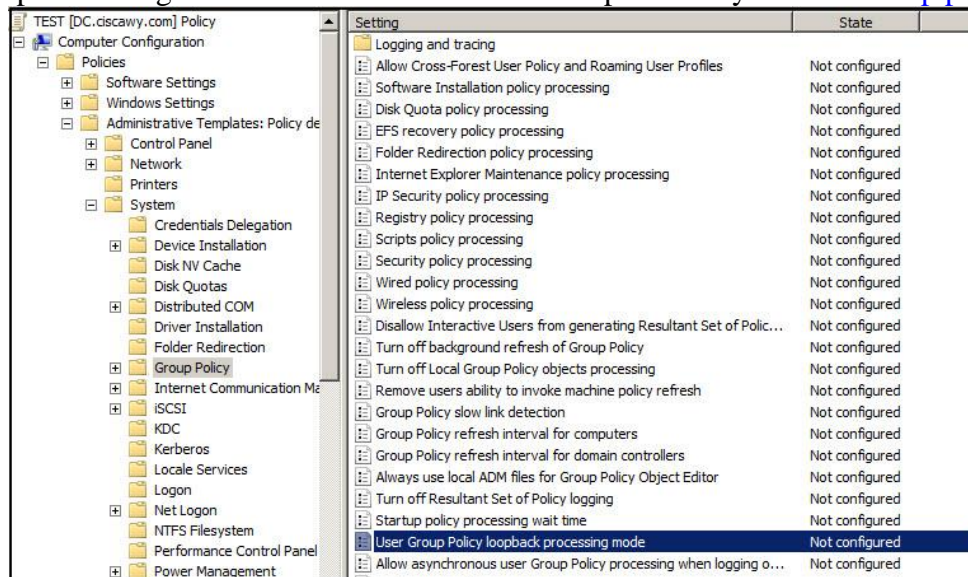 TEST [DC.ciscawy.com] Policy
Computer Configuration
Policies
Software Settings
Windows Settings
Administrative Templates: Policy de
Control Panel
Network
Printers
System
Credentials Delegation
Device Installation
Disk NV Cache
Disk Quotas
Distributed COM
Driver Installation
Folder Redirection
Group Policy
Internet Communication Ma
iSCSI
KDC
Kerberos
Locale Services
Logon
Net Logon
NTFS Filesystem
Performance Control Panel
Power Management
Setting State
Logging and tracing
Allow Cross-Forest User Policy and Roaming User Profiles Not configured
Software Installation policy processing Not configured
Disk Quota policy processing Not configured
EFS recovery policy processing Not configured
Folder Redirection policy processing Not configured
Internet Explorer Maintenance policy processing Not configured
IP Security policy processing Not configured
Registry policy processing Not configured
Scripts policy processing Not configured
Security policy processing Not configured
Wired policy processing Not configured
Wireless policy processing Not configured
Disallow Interactive Users from generating Resultant Set of Polic... Not configured
Turn off background refresh of Group Policy Not configured
Turn off Local Group Policy objects processing Not configured
Remove users ability to invoke machine policy refresh Not configured
Group Policy slow link detection Not configured
Group Policy refresh interval for computers Not configured
Group Policy refresh interval for domain controllers Not configured
Always use local ADM files for Group Policy Object Editor Not configured
Turn off Resultant Set of Policy logging Not configured
Startup policy processing wait time Not configured
User Group Policy loopback processing mode Not configured
Allow asynchronous user Group Policy processing when logging o... Not configured